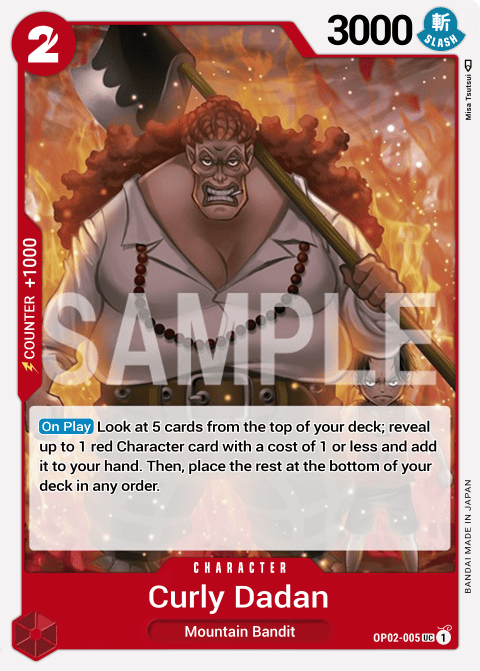 2
3000
斬
SLASH
Misa Tsutsui
COUNTER +1000
SAMPLE
On Play Look at 5 cards from the top of your deck; reveal
up to 1 red Character card with a cost of 1 or less and add
it to your hand. Then, place the rest at the bottom of your
deck in any order.
BANDAI MADE IN JAPAN
CHARACTER
Curly Dadan
Mountain Bandit
OP02-005 UC 1